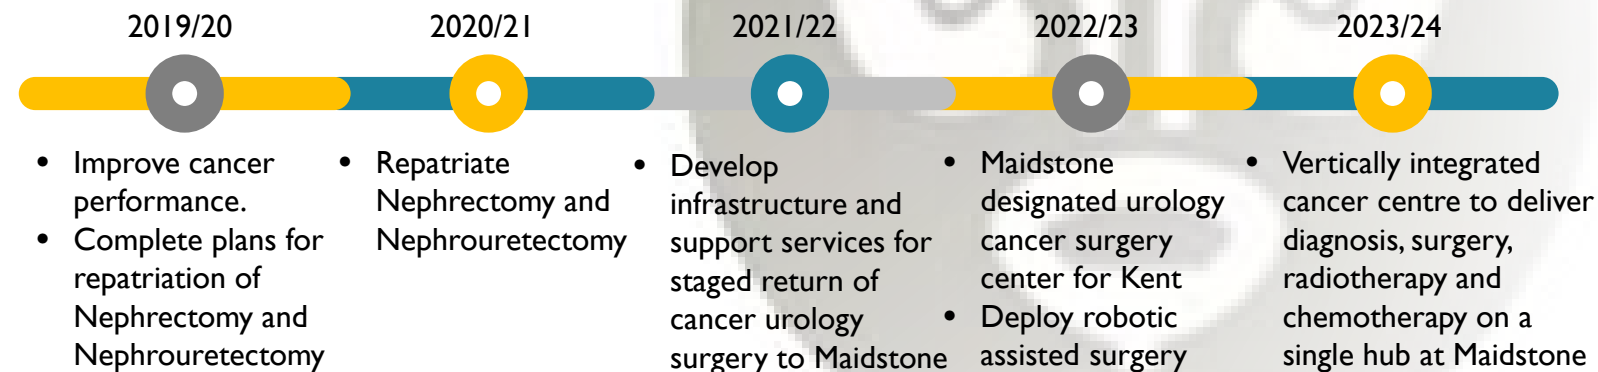 2019/20
2020/21
2021/22
2022/23
2023/24
• Improve cancer
performance.
• Complete plans for
repatriation of
Nephrectomy and
Nephrouretectomy
• Repatriate
Nephrectomy and
Nephrouretectomy
• Develop
infrastructure and
support services for
staged return of
cancer urology
surgery to Maidstone
• Maidstone
designated urology
cancer surgery
center for Kent
• Deploy robotic
assisted surgery
• Vertically integrated
cancer centre to deliver
diagnosis, surgery,
radiotherapy and
chemotherapy on a
single hub at Maidstone